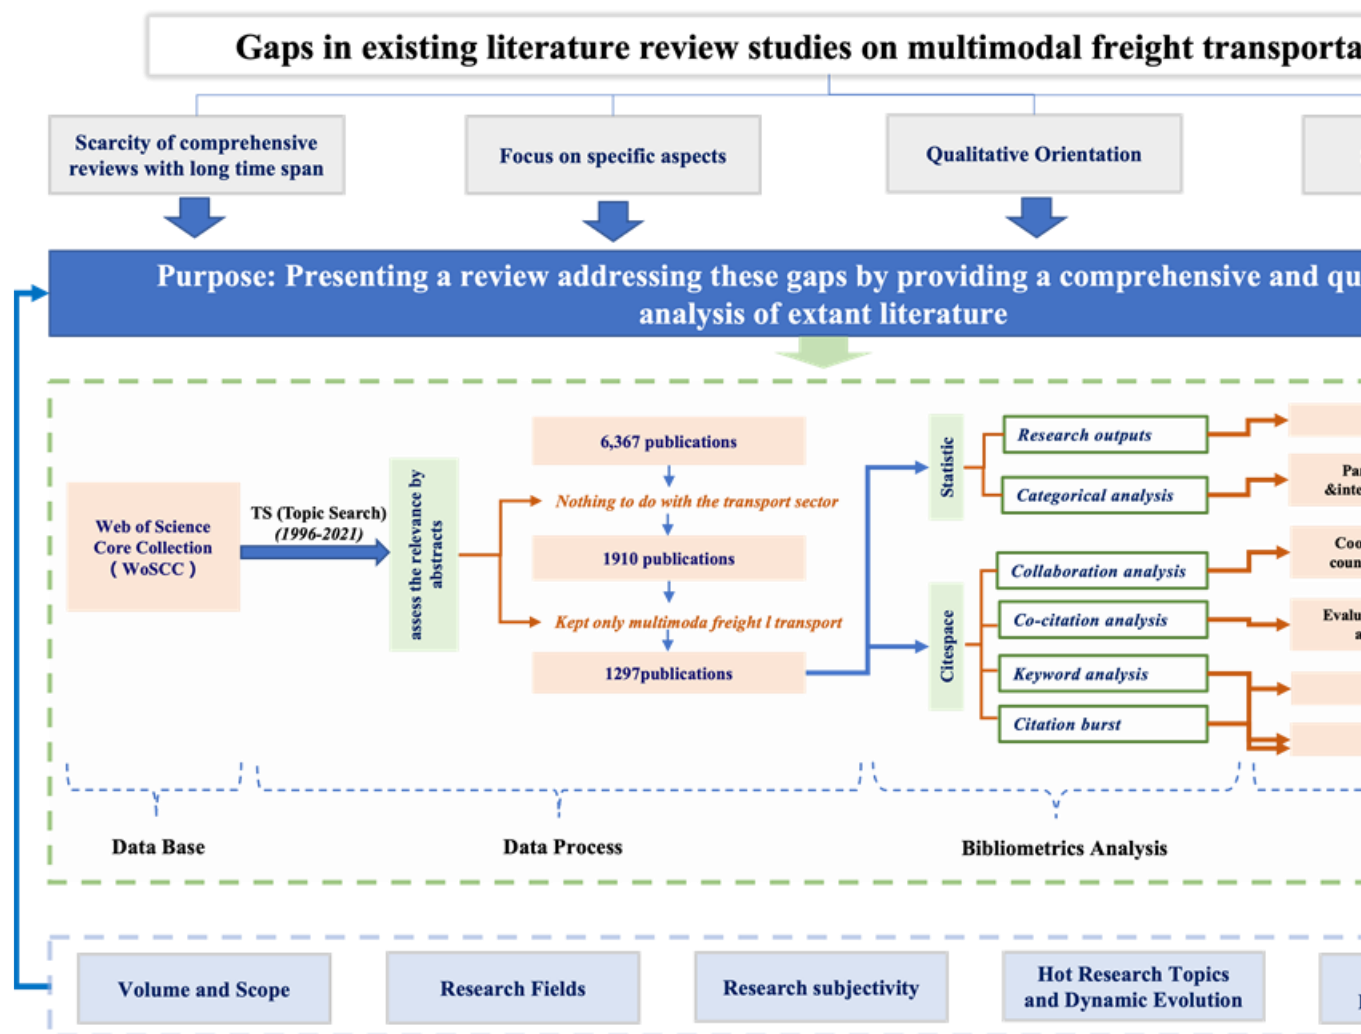 Gaps in existing literature review studies on multimodal freight transporta
Scarcity of comprehensive
reviews with long time span
Focus on specific aspects
Qualitative Orientation
Purpose: Presenting a review addressing these gaps by providing a comprehensive and qu
analysis of extant literature
Web of Science
Core Collection
( WoSCC )
TS (Topic Search)
(1996-2021)
assess the relevance by
abstracts
6,367 publications
Nothing to do with the transport sector
1910 publications
Kept only multimoda freight l transport
1297publications
Statistic
Research outputs
Categorical analysis
Pa
&inte
Citespace
Collaboration analysis
Co-citation analysis
Keyword analysis
Citation burst
Coo
coun
Evalu
a
Data Base
Data Process
Bibliometrics Analysis
Volume and Scope
Research Fields
Research subjectivity
Hot Research Topics
and Dynamic Evolution